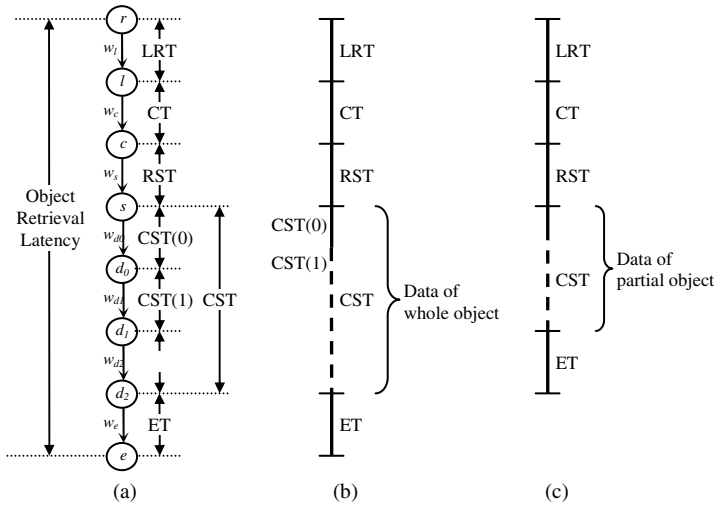 r
w_l
LRT
l
w_c
CT
c
w_s
RST
s
w_d0
CST(0)
d_0
w_d1
CST(1)
d_1
w_d2
d_2
w_e
ET
e
CST
Object
Retrieval
Latency
(a)
LRT
CT
RST
CST(0)
CST(1)
CST
ET
Data of
whole object
(b)
LRT
CT
RST
CST
ET
Data of
partial object
(c)